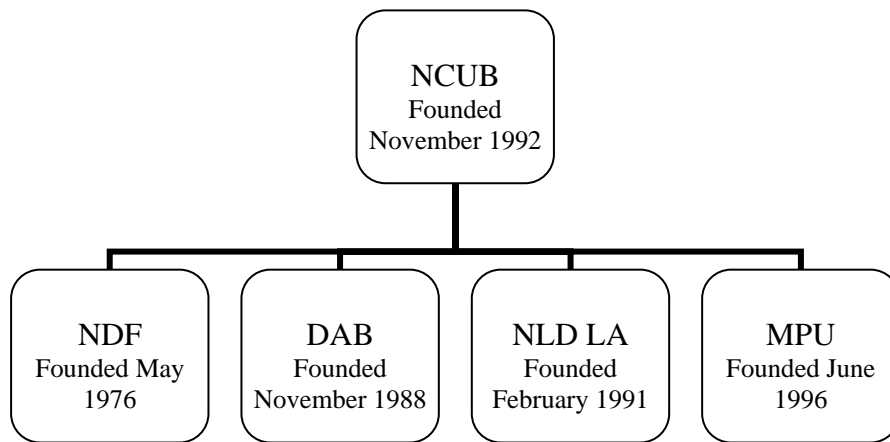 NCUB
Founded
November 1992
NDF
Founded May
1976
DAB
Founded
November 1988
NLD LA
Founded
February 1991
MPU
Founded June
1996